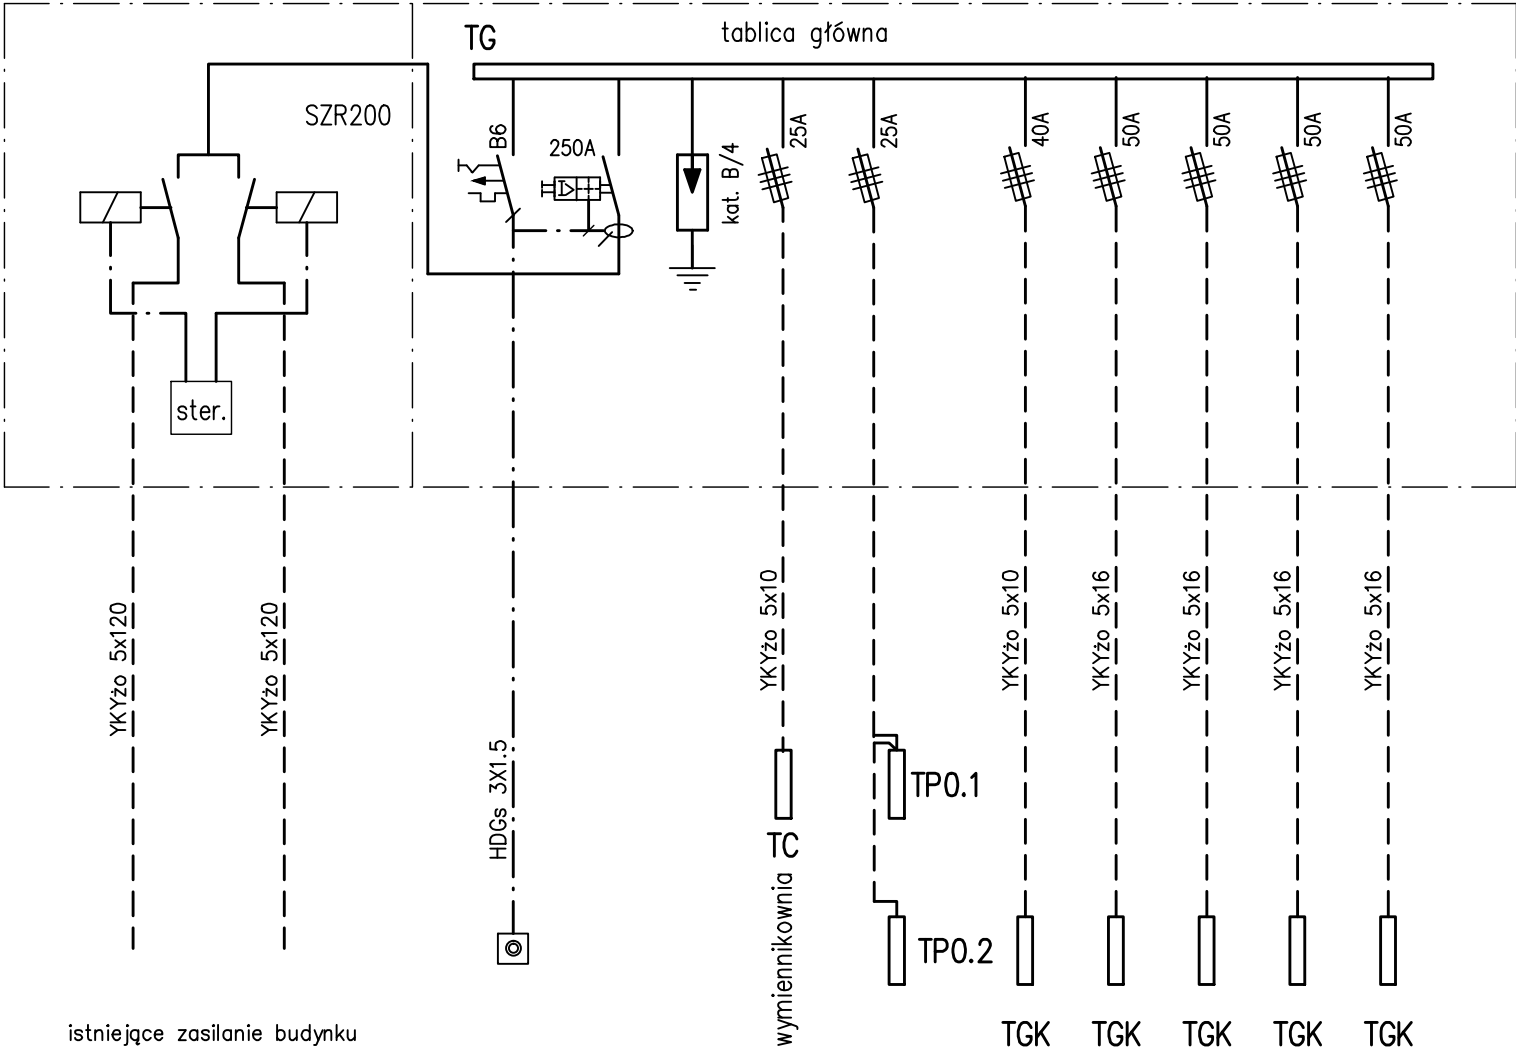 TG
tablica główna
SZR200
B6
250A
kat. B/4
25A
25A
40A
50A
50A
50A
50A
ster.
YKYżo 5x120
YKYżo 5x120
HDGs 3X1.5
YKYżo 5x10
YKYżo 5x10
YKYżo 5x16
YKYżo 5x16
YKYżo 5x16
YKYżo 5x16
TP0.1
TC
wymiennikownia
TP0.2
istniejące zasilanie budynku
TGK
TGK
TGK
TGK
TGK